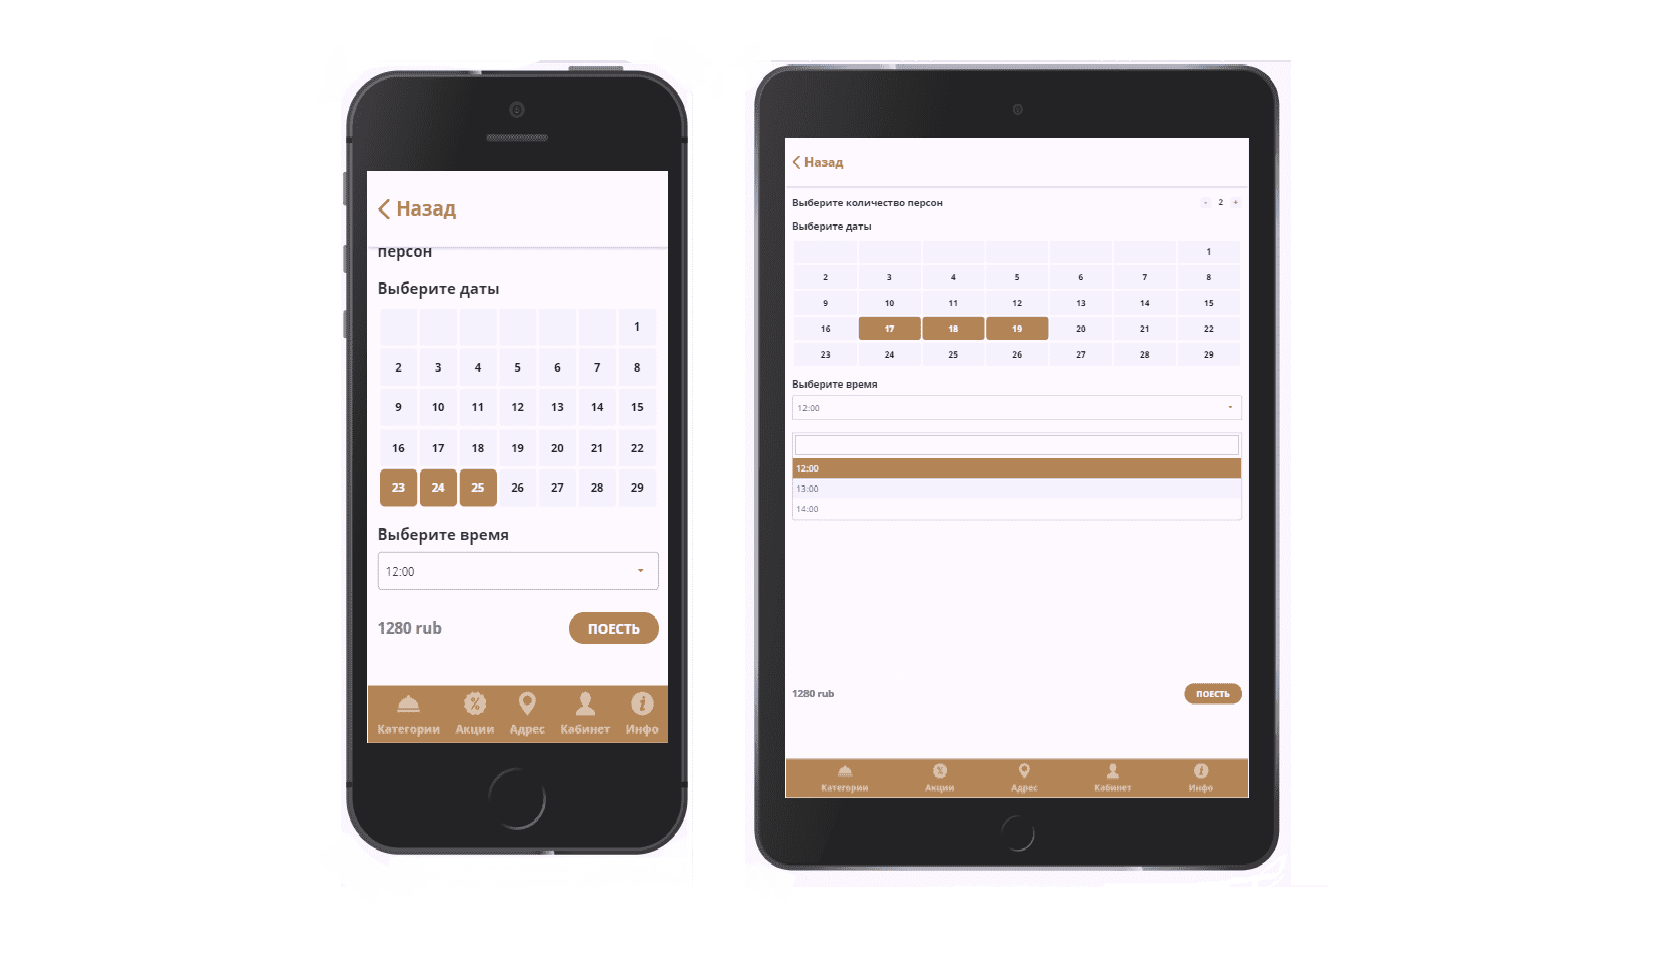 Назад
персон
Выберите даты
1
2 3 4 5 6 7 8
9 10 11 12 13 14 15
16 17 18 19 20 21 22
23 24 25 26 27 28 29
Выберите время
12:00
1280 rub ПОЕСТЬ
Категории Акции Адрес Кабинет Инфо
Назад
Выберите количество персон - 2 +
Выберите даты
1
2 3 4 5 6 7 8
9 10 11 12 13 14 15
16 17 18 19 20 21 22
23 24 25 26 27 28 29
Выберите время
12:00
12:00
13:00
14:00
1280 rub ПОЕСТЬ
Категории Акции Адрес Кабинет Инфо